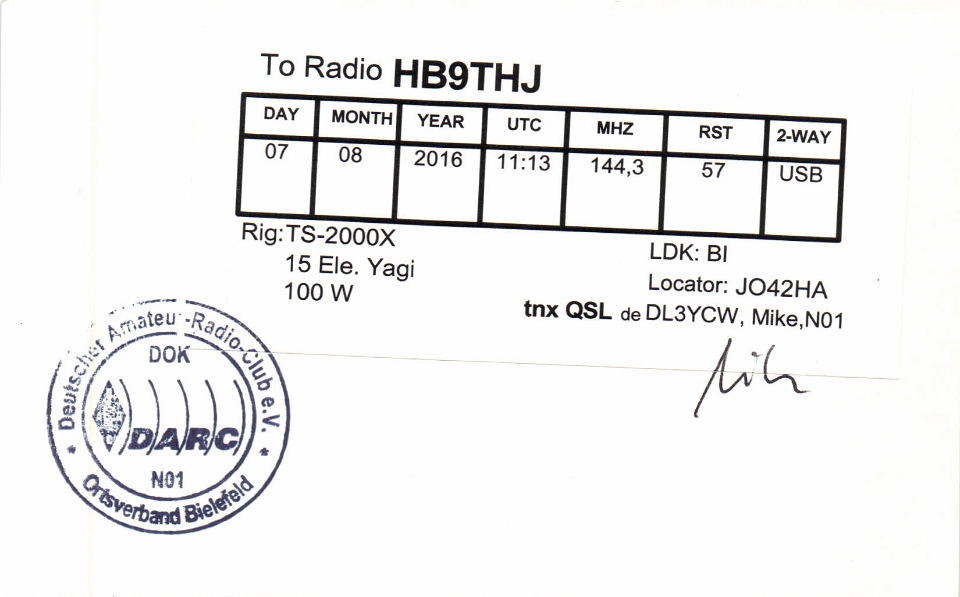 To Radio HB9THJ
DAY MONTH YEAR UTC MHZ RST 2-WAY
07 08 2016 11:13 144,3 57 USB
Rig:TS-2000X
15 Ele. Yagi
100 W
LDK: BI
Locator: JO42HA
tnx QSL de DL3YCW, Mike,N01
Mike
Deutscher Amateur-Radio-Club e.V.
DOK
DARC
N01
* Ortsverband Bielefeld *